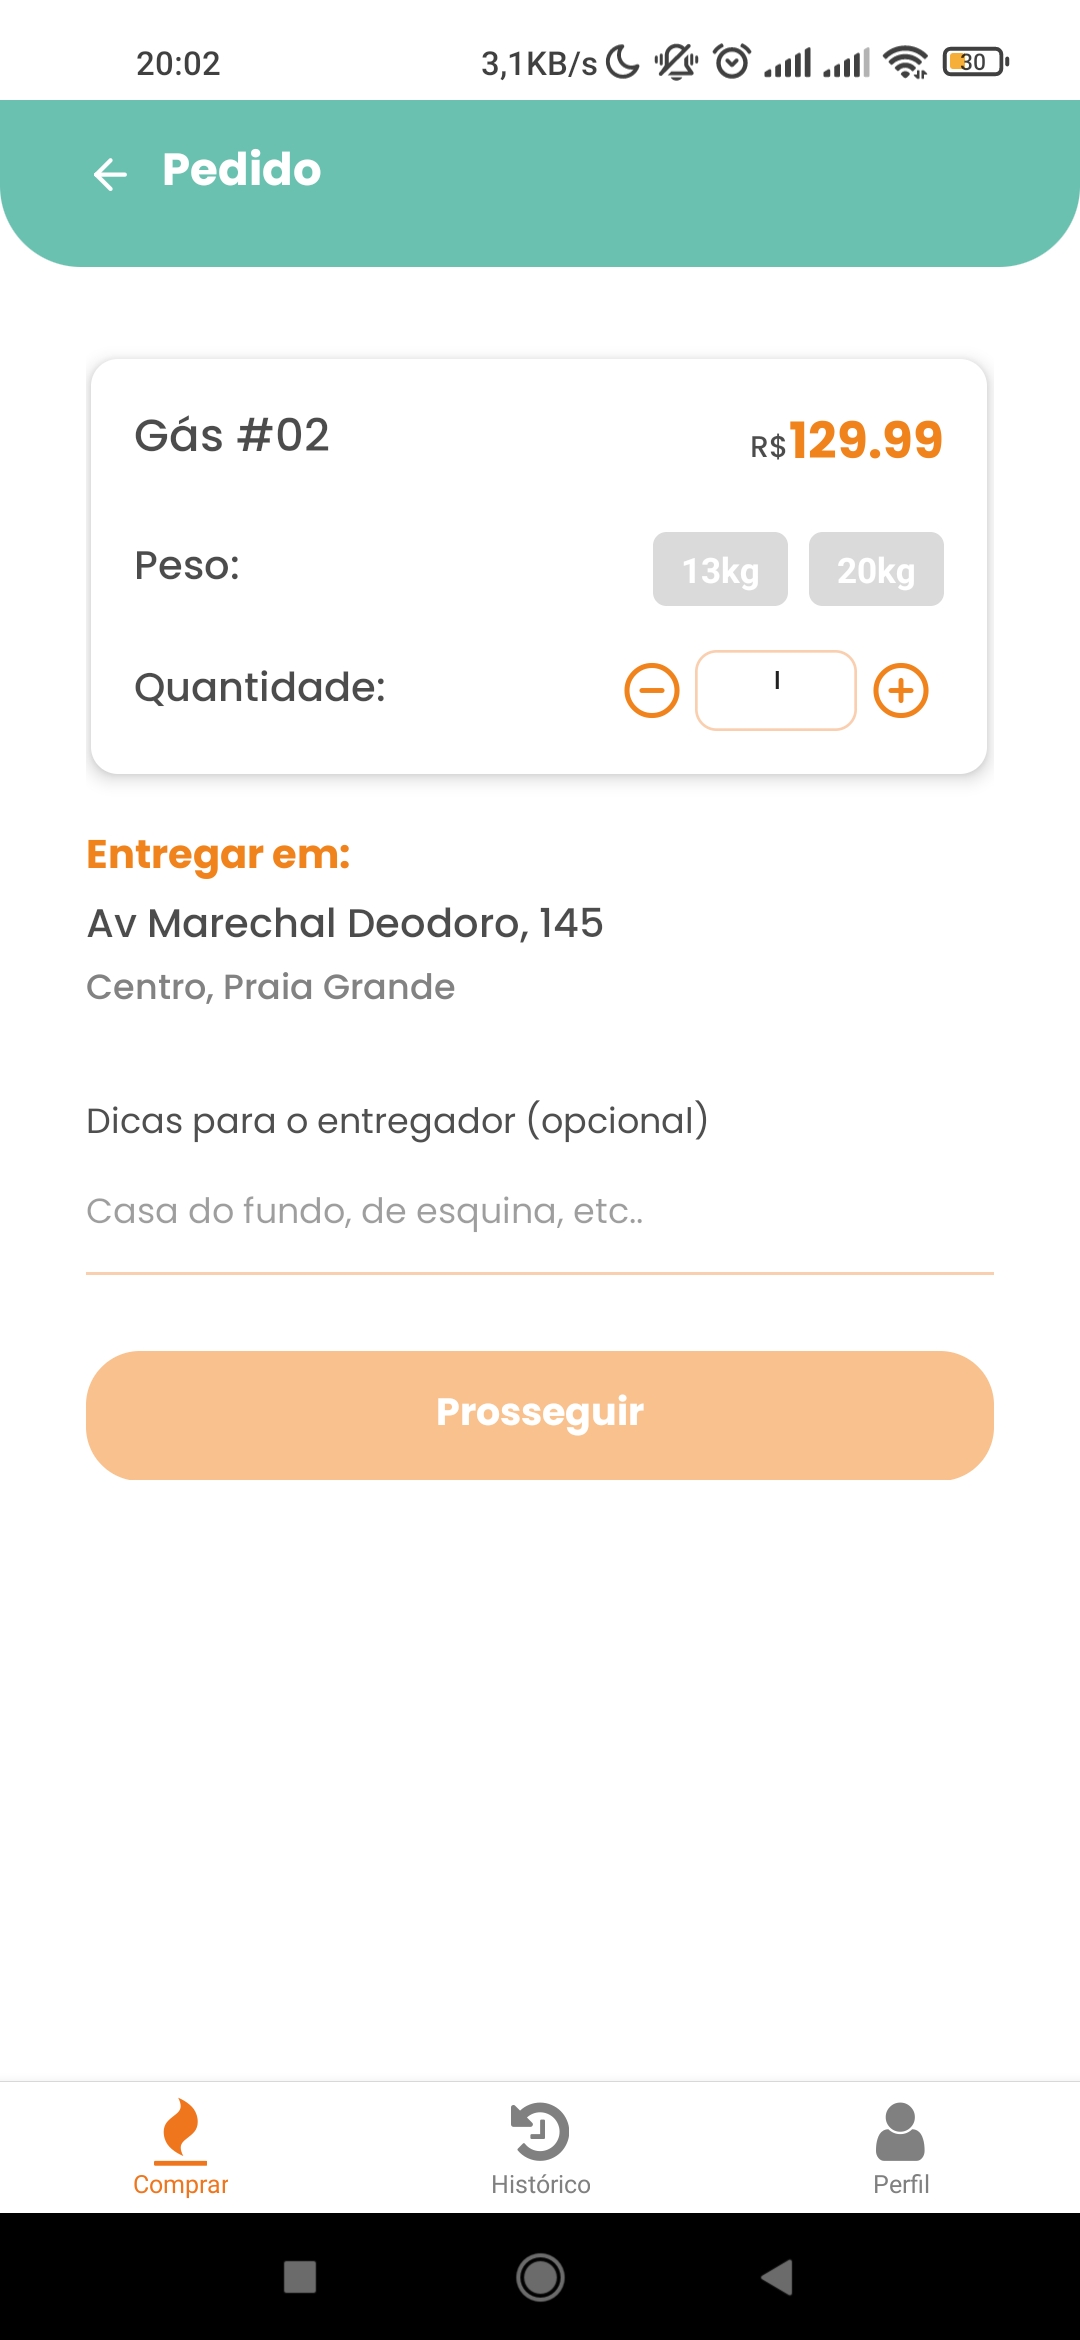 20:02 3,1KB/s 30
Pedido
Gás #02
R$129.99
Peso: 13kg 20kg
Quantidade:
Entregar em:
Av Marechal Deodoro, 145
Centro, Praia Grande
Dicas para o entregador (opcional)
Casa do fundo, de esquina, etc..
Prosseguir
Comprar Histórico Perfil